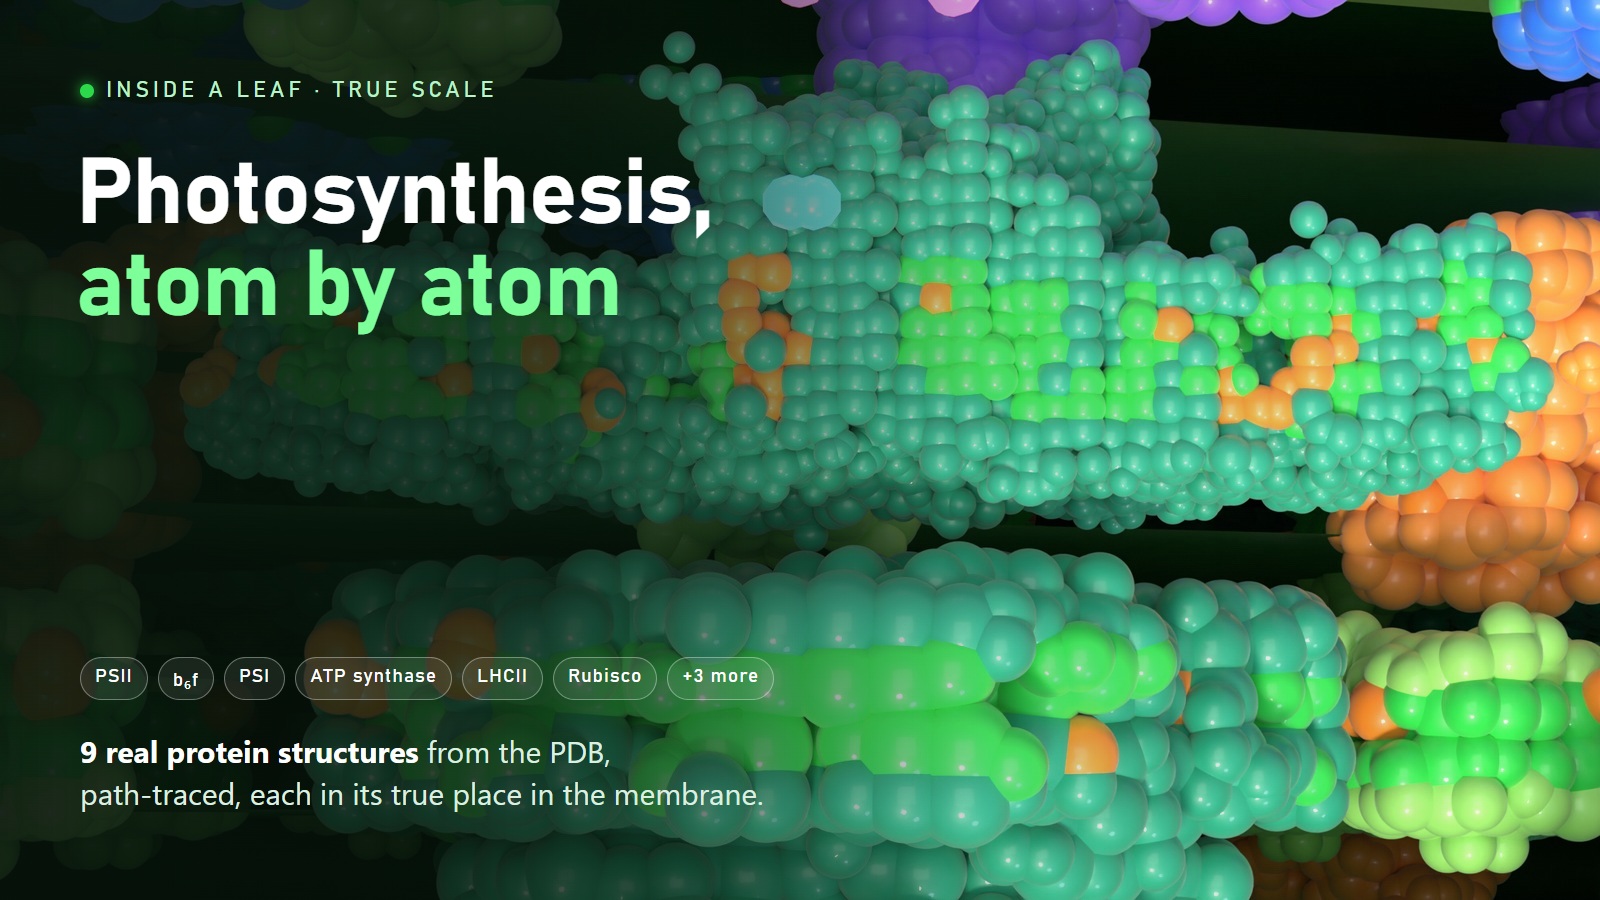 INSIDE A LEAF · TRUE SCALE
Photosynthesis,
atom by atom
PSII b₆f PSI ATP synthase LHCII Rubisco +3 more
9 real protein structures from the PDB,
path-traced, each in its true place in the membrane.